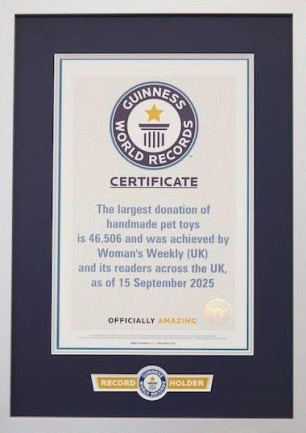 GUINNESS
WORLD RECORDS
CERTIFICATE
The largest donation of
handmade pet toys
is 46,506 and was achieved by
Woman's Weekly (UK)
and its readers across the UK,
as of 15 September 2025
OFFICIALLY AMAZING
RECORD
GUINNESS
WORLD RECORDS
HOLDER